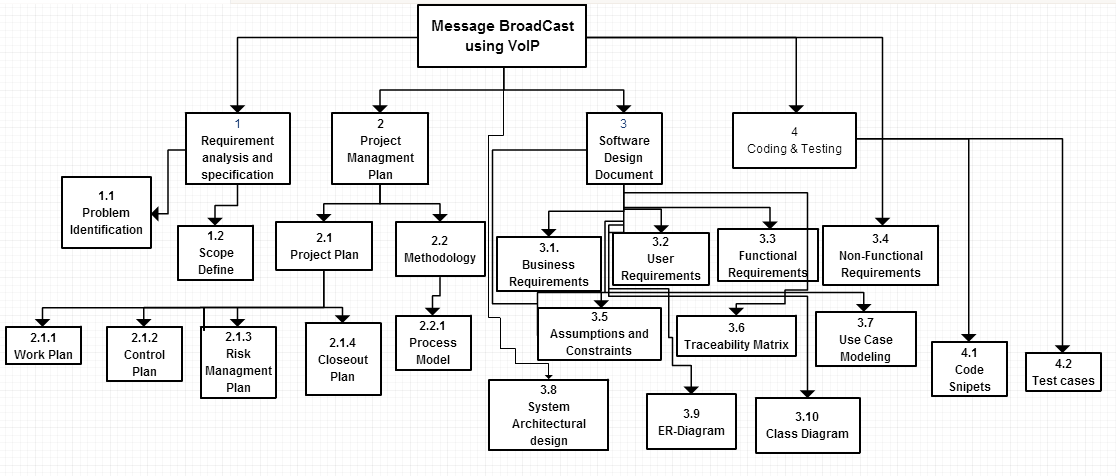 Message BroadCast
using VoIP
1
Requirement
analysis and
specification
2
Project
Managment
Plan
3
Software
Design
Document
4
Coding & Testing
1.1
Problem
Identification
1.2
Scope
Define
2.1
Project Plan
2.2
Methodology
3.1.
Business
Requirements
3.2
User
Requirements
3.3
Functional
Requirements
3.4
Non-Functional
Requirements
2.1.1
Work Plan
2.1.2
Control
Plan
2.1.3
Risk
Managment
Plan
2.1.4
Closeout
Plan
2.2.1
Process
Model
3.5
Assumptions and
Constraints
3.6
Traceability Matrix
3.7
Use Case
Modeling
4.1
Code
Snipets
4.2
Test cases
3.8
System
Architectural
design
3.9
ER-Diagram
3.10
Class Diagram